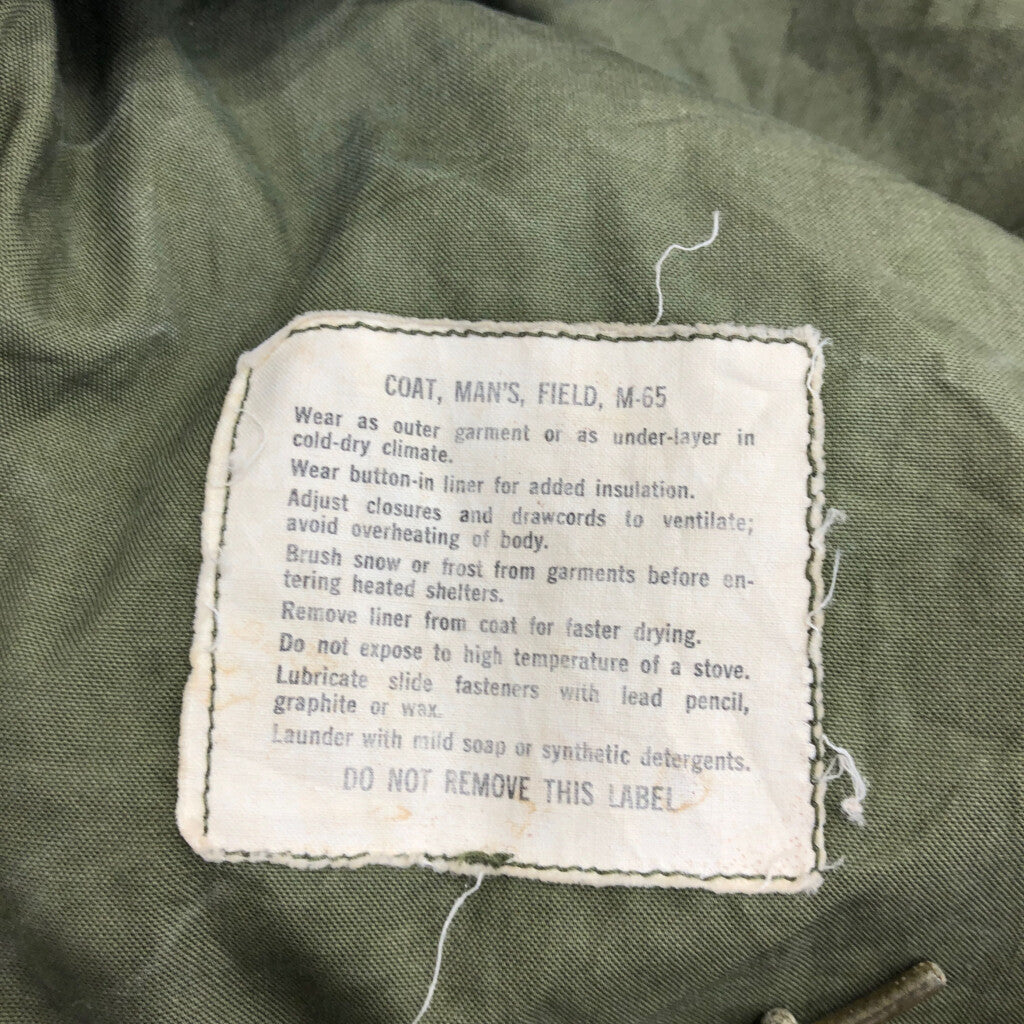 COAT, MAN'S, FIELD, M-65
Wear as outer garment or as under-layer in
cold-dry climate.
Wear button-in liner for added insulation.
Adjust closures and drawcords to ventilate;
avoid overheating of body.
Brush snow or frost from garments before en-
tering heated shelters.
Remove liner from coat for faster drying.
Do not expose to high temperature of a stove.
Lubricate slide fasteners with lead pencil,
graphite or wax.
Launder with mild soap or synthetic detergents.
DO NOT REMOVE THIS LABEL